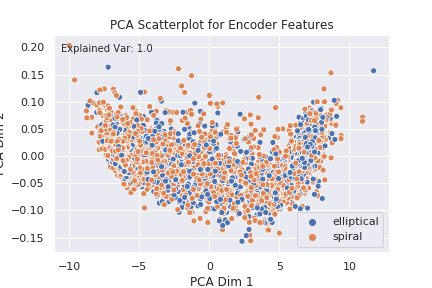 PCA Scatterplot for Encoder Features
Explained Var: 1.0
0.20
0.15
0.10
0.05
0.00
−0.05
−0.10
−0.15
PCA Dim 2
elliptical
spiral
−10
−5
0
5
10
PCA Dim 1